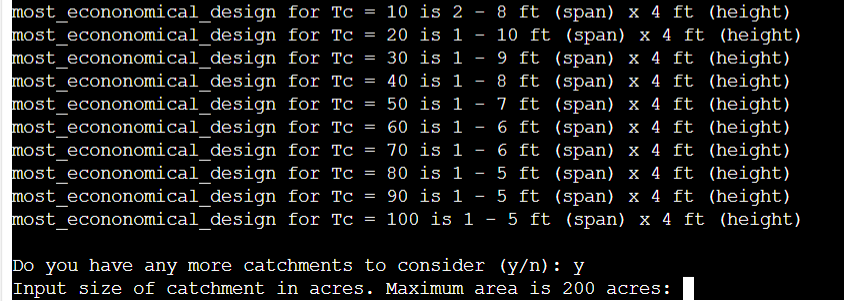 most_econonomical_design for Tc = 10 is 2 - 8 ft (span) x 4 ft (height)
most_econonomical_design for Tc = 20 is 1 - 10 ft (span) x 4 ft (height)
most_econonomical_design for Tc = 30 is 1 - 9 ft (span) x 4 ft (height)
most_econonomical_design for Tc = 40 is 1 - 8 ft (span) x 4 ft (height)
most_econonomical_design for Tc = 50 is 1 - 7 ft (span) x 4 ft (height)
most_econonomical_design for Tc = 60 is 1 - 6 ft (span) x 4 ft (height)
most_econonomical_design for Tc = 70 is 1 - 6 ft (span) x 4 ft (height)
most_econonomical_design for Tc = 80 is 1 - 5 ft (span) x 4 ft (height)
most_econonomical_design for Tc = 90 is 1 - 5 ft (span) x 4 ft (height)
most_econonomical_design for Tc = 100 is 1 - 5 ft (span) x 4 ft (height)
Do you have any more catchments to consider (y/n): y
Input size of catchment in acres. Maximum area is 200 acres: